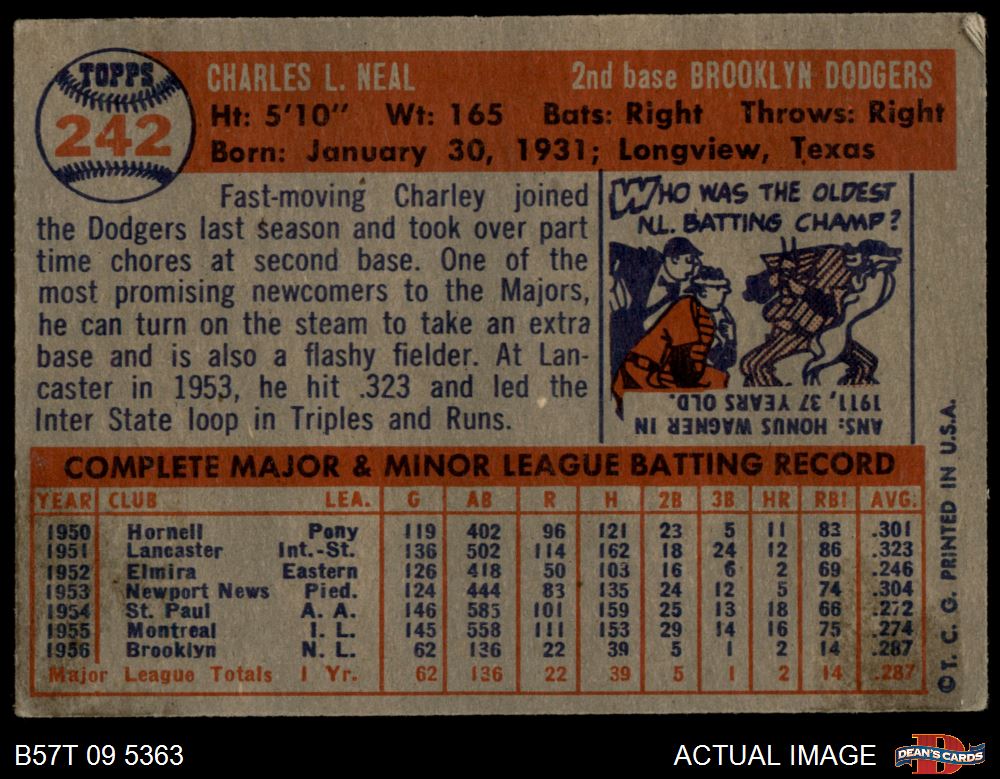 TOPPS
242
CHARLES L. NEAL 2nd base BROOKLYN DODGERS
Ht: 5'10" Wt: 165 Bats: Right Throws: Right
Born: January 30, 1931; Longview, Texas
Fast-moving Charley joined
the Dodgers last season and took over part
time chores at second base. One of the
most promising newcomers to the Majors,
he can turn on the steam to take an extra
base and is also a flashy fielder. At Lan-
caster in 1953, he hit .323 and led the
Inter State loop in Triples and Runs.
WHO WAS THE OLDEST
N.L. BATTING CHAMP?
ANS: HONUS WAGNER IN
1911, 37 YEARS OLD.
COMPLETE MAJOR & MINOR LEAGUE BATTING RECORD
YEAR CLUB LEA. G AB R H 2B 3B HR RBI AVG.
1950 Hornell Pony 119 402 96 121 23 5 11 83 .301
1951 Lancaster Int.-St. 136 502 114 162 18 24 12 86 .323
1952 Elmira Eastern 126 418 50 103 16 6 2 69 .246
1953 Newport News Pied. 124 444 83 135 24 12 5 74 .304
1954 St. Paul A. A. 146 585 101 159 25 13 18 66 .272
1955 Montreal I. L. 145 558 111 153 29 14 16 75 .274
1956 Brooklyn N. L. 62 136 22 39 5 1 2 14 .287
Major League Totals 1 Yr. 62 136 22 39 5 1 2 14 .287
©T. C. G. PRINTED IN U.S.A.
B57T 09 5363 ACTUAL IMAGE
DEAN'S CARDS